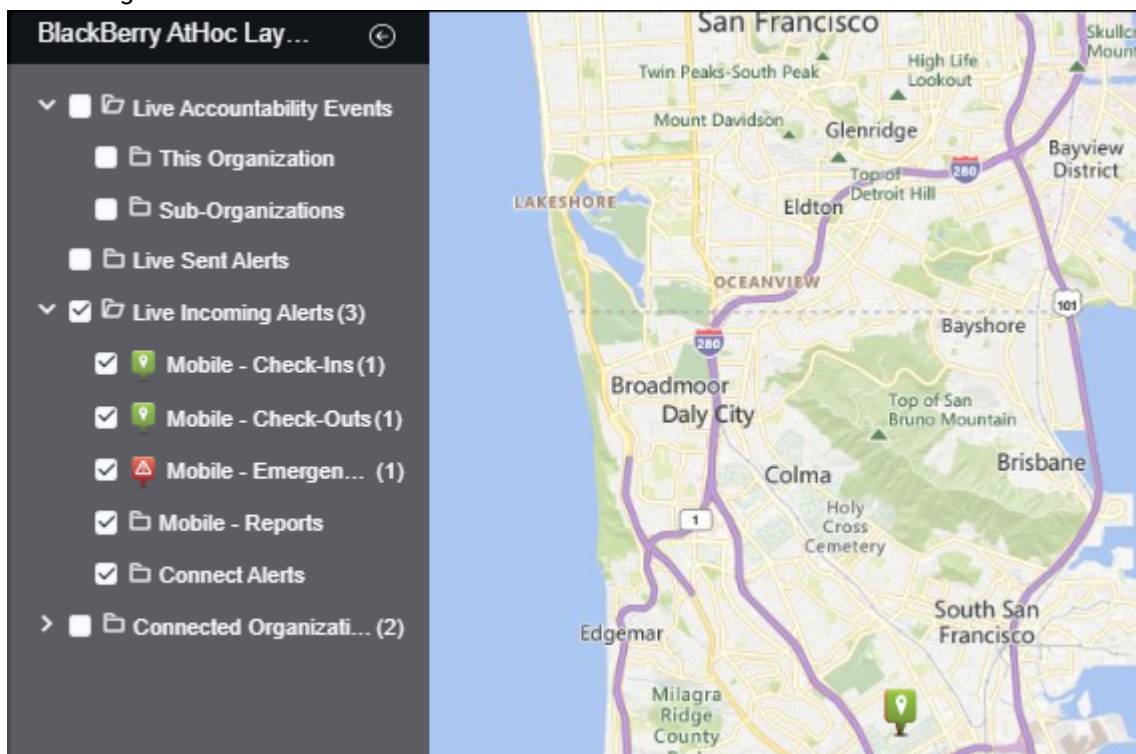 BlackBerry AtHoc Lay...
Live Accountability Events
This Organization
Sub-Organizations
Live Sent Alerts
Live Incoming Alerts (3)
Mobile - Check-Ins (1)
Mobile - Check-Outs (1)
Mobile - Emergen... (1)
Mobile - Reports
Connect Alerts
Connected Organizati... (2)
San Francisco
Twin Peaks-South Peak
High Life
Lookout
Mount Davidson
Glenridge
Bayview
District
280
Top of
Detroit Hill
LAKESHORE
Eldton
OCEANVIEW
101
280
Bayshore
Broadmoor
Daly City
Top of San
Bruno Mountain
Colma
Brisbane
Holy
Cross
Cemetery
1
South San
Francisco
Edgemar
Milagra
Ridge
County